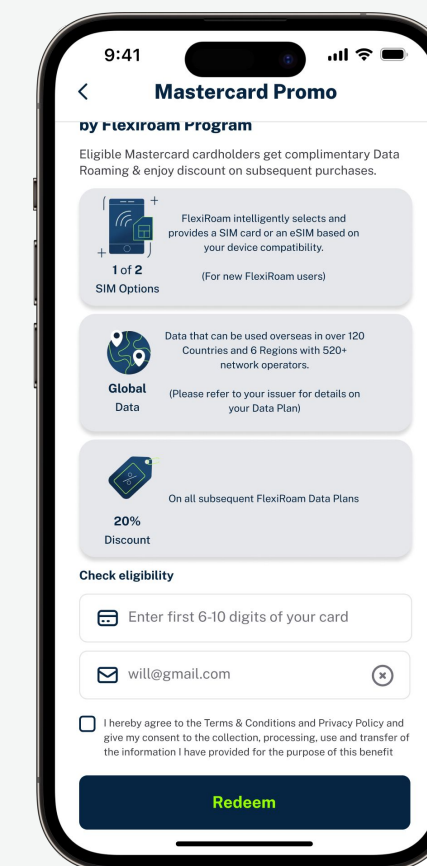 9:41
Mastercard Promo
by Flexiroam Program
Eligible Mastercard cardholders get complimentary Data
Roaming & enjoy discount on subsequent purchases.
1 of 2
SIM Options
FlexiRoam intelligently selects and
provides a SIM card or an eSIM based on
your device compatibility.
(For new FlexiRoam users)
Global
Data
Data that can be used overseas in over 120
Countries and 6 Regions with 520+
network operators.
(Please refer to your issuer for details on
your Data Plan)
20%
Discount
On all subsequent FlexiRoam Data Plans
Check eligibility
Enter first 6-10 digits of your card
will@gmail.com
I hereby agree to the Terms & Conditions and Privacy Policy and
give my consent to the collection, processing, use and transfer of
the information I have provided for the purpose of this benefit
Redeem